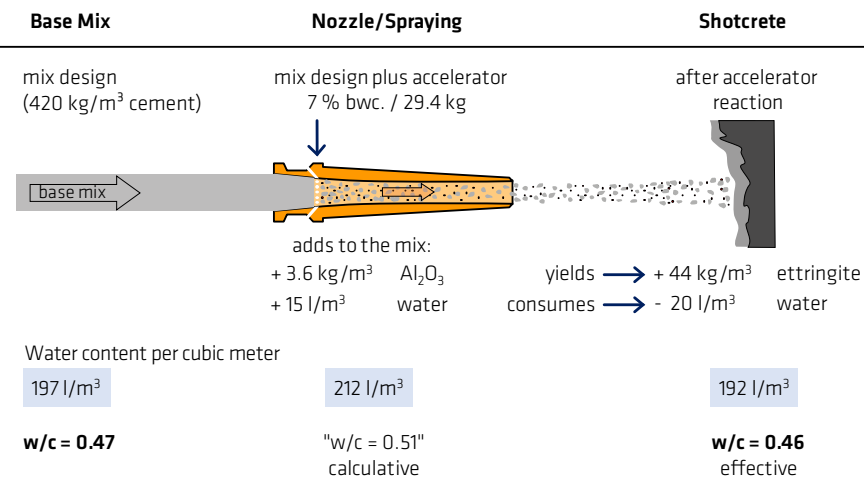 Base Mix
Nozzle/Spraying
Shotcrete
mix design
(420 kg/m³ cement)
mix design plus accelerator
7 % bwc. / 29.4 kg
after accelerator
reaction
base mix
adds to the mix:
+ 3.6 kg/m³ Al₂O₃
+ 15 l/m³ water
yields + 44 kg/m³ ettringite
consumes - 20 l/m³ water
Water content per cubic meter
197 l/m³
212 l/m³
192 l/m³
w/c = 0.47
"w/c = 0.51"
calculative
w/c = 0.46
effective